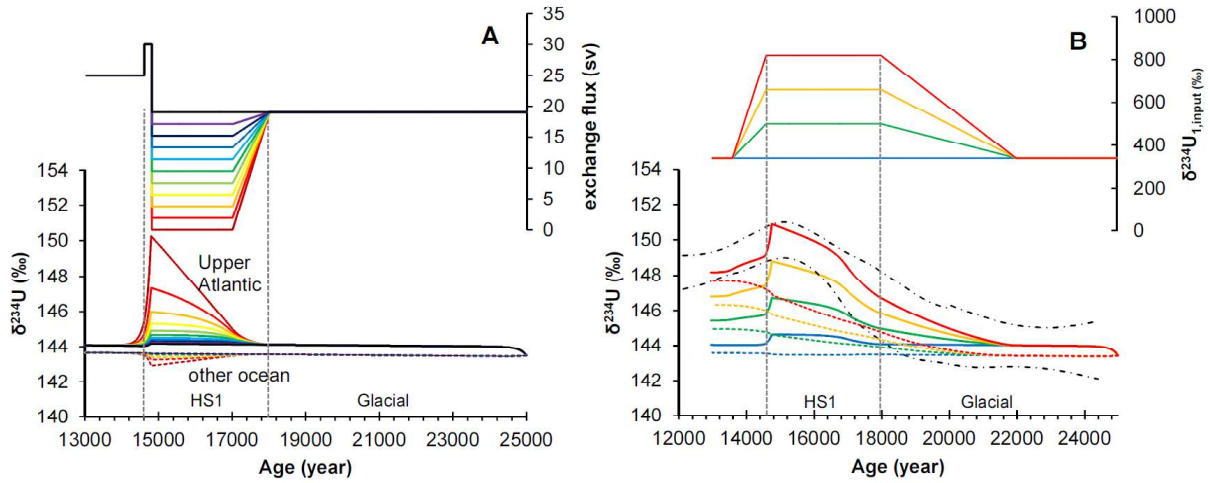 A
35
30
25
20
15
10
5
0
exchange flux (sv)
154
152
150
148
146
144
142
140
δ²³⁴U (‰)
Upper
Atlantic
other ocean
HS1
Glacial
13000 15000 17000 19000 21000 23000 25000
Age (year)
B
1000
800
600
400
200
0
δ²³⁴U₁,input (‰)
154
152
150
148
146
144
142
140
δ²³⁴U (‰)
HS1
Glacial
12000 14000 16000 18000 20000 22000 24000
Age (year)